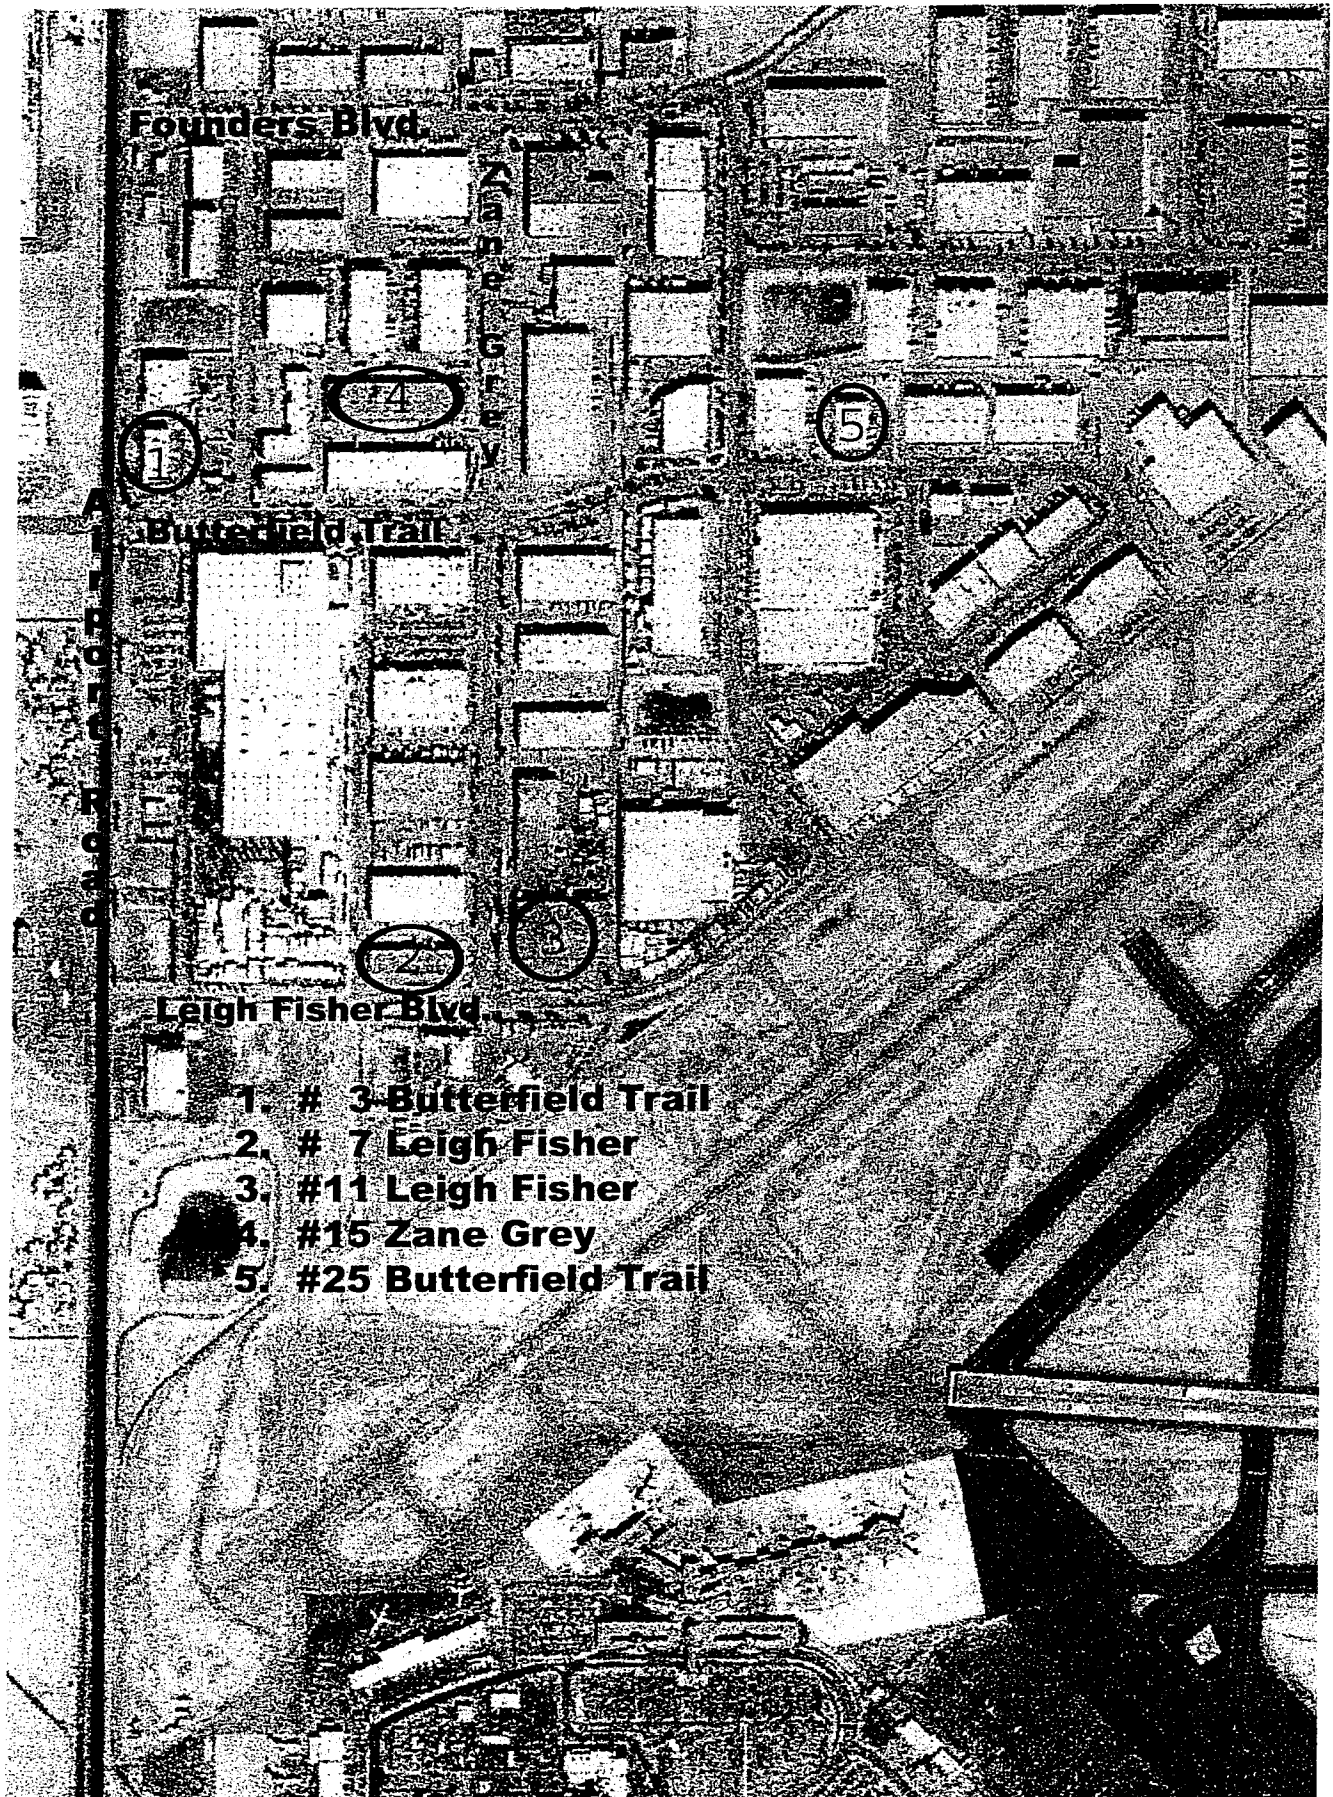 Founders Blvd.
Zane Grey
4
5
1
Airport Road
Butterfield Trail
3
2
Leigh Fisher Blvd.
1. # 3 Butterfield Trail
2. # 7 Leigh Fisher
3. #11 Leigh Fisher
4. #15 Zane Grey
5. #25 Butterfield Trail